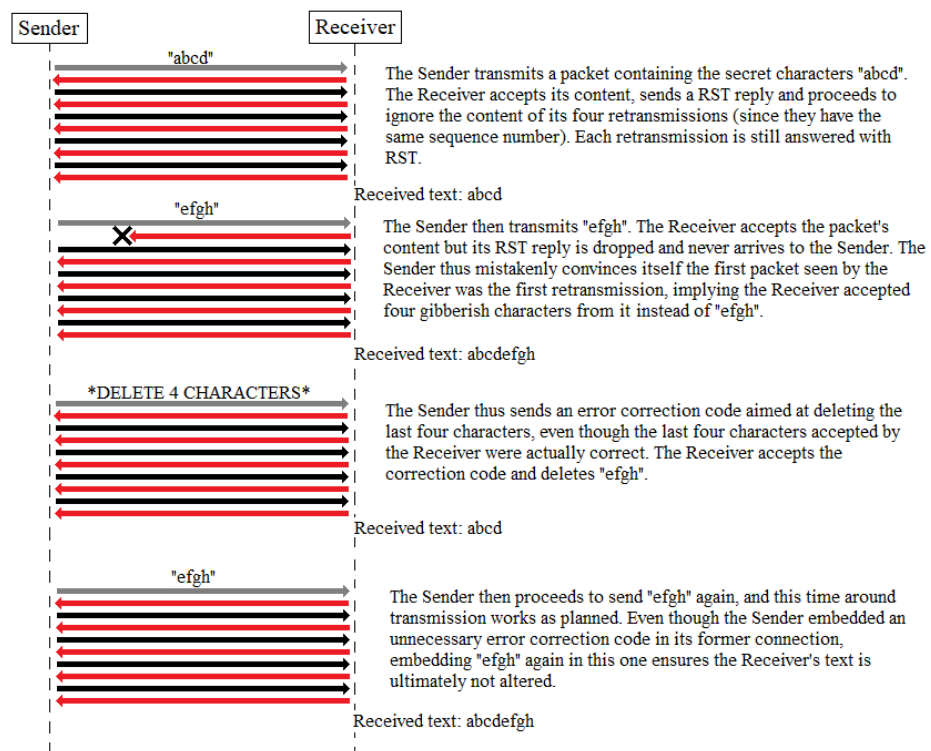 Sender
Receiver
"abcd"
The Sender transmits a packet containing the secret characters "abcd".
The Receiver accepts its content, sends a RST reply and proceeds to
ignore the content of its four retransmissions (since they have the
same sequence number). Each retransmission is still answered with
RST.
Received text: abcd
"efgh"
The Sender then transmits "efgh". The Receiver accepts the packet's
content but its RST reply is dropped and never arrives to the Sender. The
Sender thus mistakenly convinces itself the first packet seen by the
Receiver was the first retransmission, implying the Receiver accepted
four gibberish characters from it instead of "efgh".
Received text: abcdefgh
*DELETE 4 CHARACTERS*
The Sender thus sends an error correction code aimed at deleting the
last four characters, even though the last four characters accepted by
the Receiver were actually correct. The Receiver accepts the
correction code and deletes "efgh".
Received text: abcd
"efgh"
The Sender then proceeds to send "efgh" again, and this time around
transmission works as planned. Even though the Sender embedded an
unnecessary error correction code in its former connection,
embedding "efgh" again in this one ensures the Receiver's text is
ultimately not altered.
Received text: abcdefgh